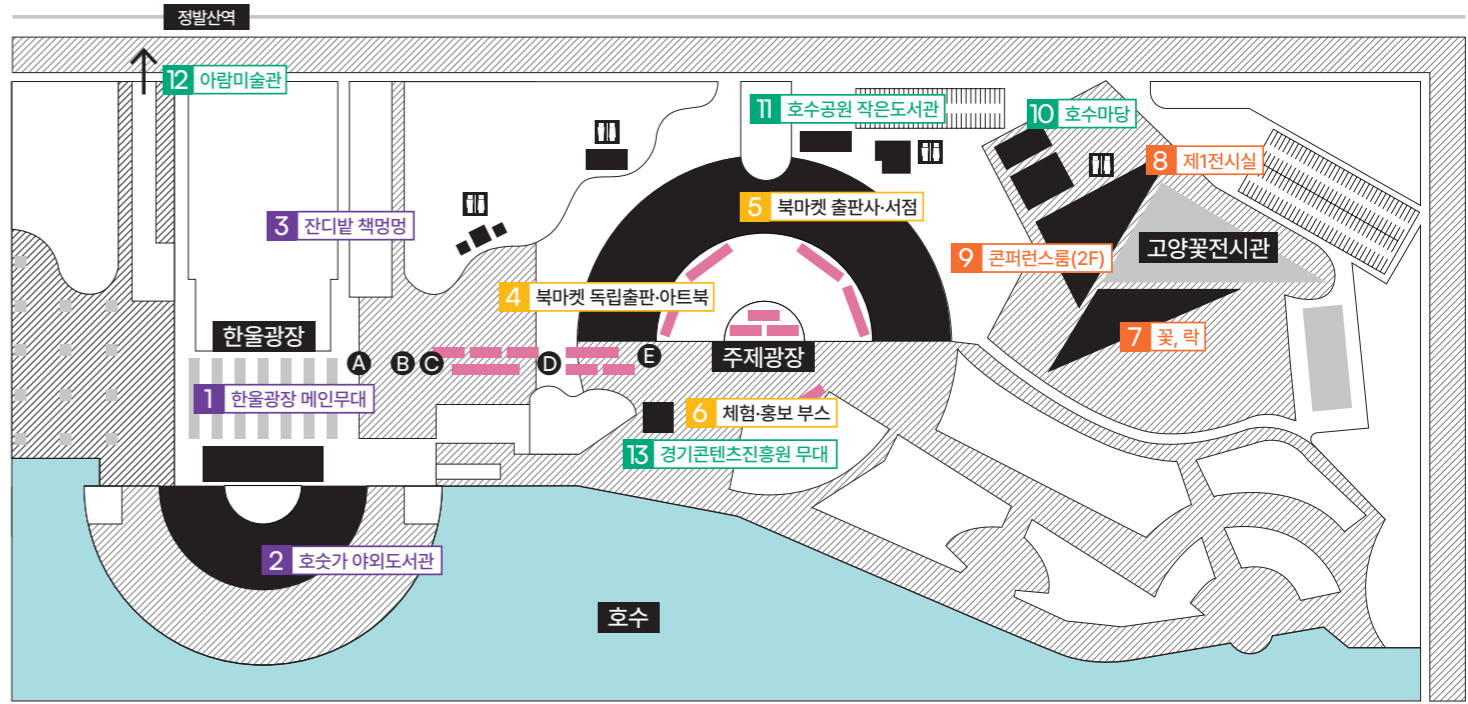 정발산역
12 아람미술관
11 호수공원 작은도서관
10 호수마당
8 제1전시실
3 잔디밭 책멍멍
5 북마켓 출판사·서점
고양꽃전시관
9 콘퍼런스룸(2F)
4 북마켓 독립출판·아트북
한울광장
7 꽃, 락
A B C D E
주제광장
1 한울광장 메인무대
6 체험·홍보 부스
13 경기콘텐츠진흥원 무대
2 호숫가 야외도서관
호수